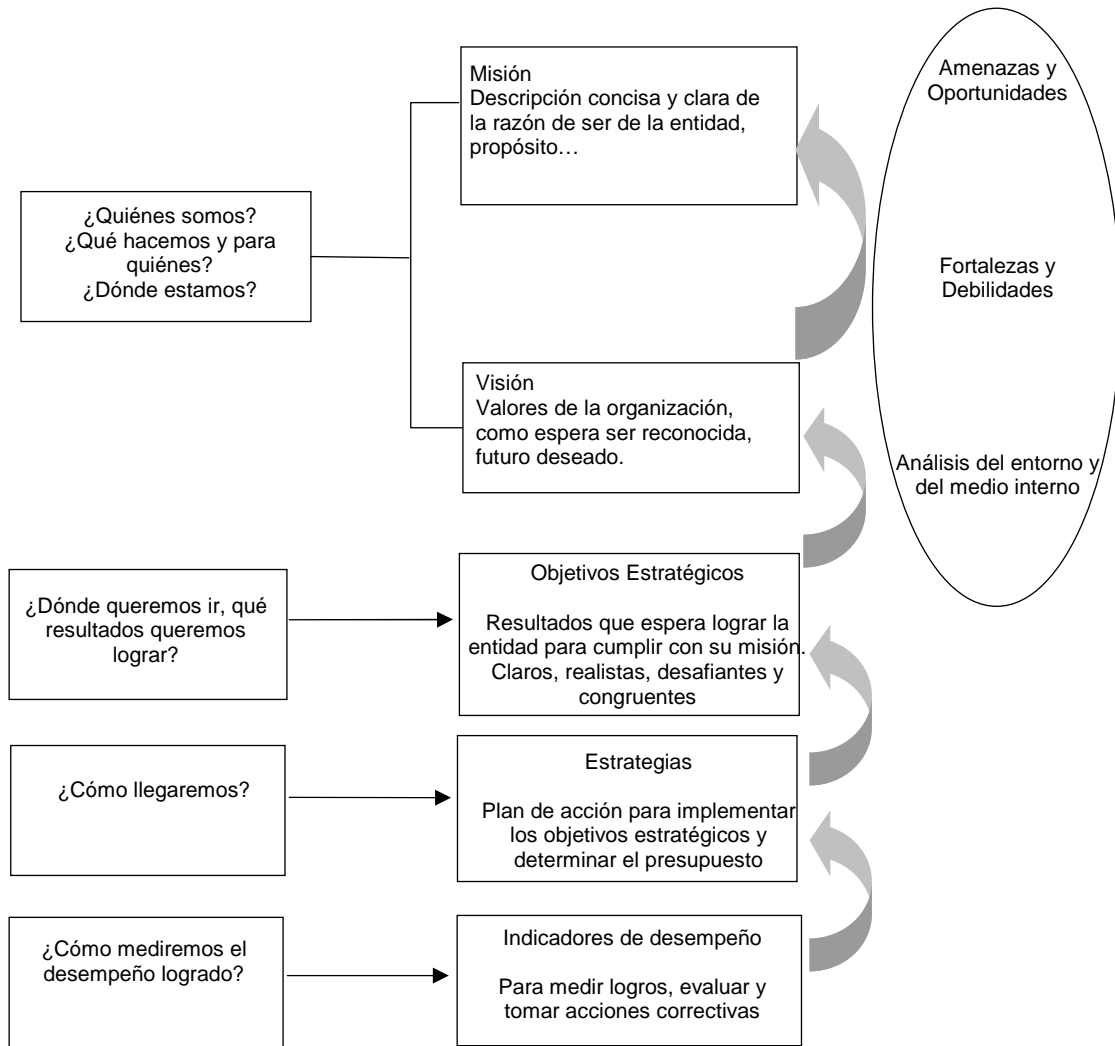 Misión
Descripción concisa y clara de
la razón de ser de la entidad,
propósito…
Amenazas y
Oportunidades
¿Quiénes somos?
¿Qué hacemos y para
quiénes?
¿Dónde estamos?
Fortalezas y
Debilidades
Visión
Valores de la organización,
como espera ser reconocida,
futuro deseado.
Análisis del entorno y
del medio interno
¿Dónde queremos ir, qué
resultados queremos
lograr?
Objetivos Estratégicos
Resultados que espera lograr la
entidad para cumplir con su misión.
Claros, realistas, desafiantes y
congruentes
¿Cómo llegaremos?
Estrategias
Plan de acción para implementar
los objetivos estratégicos y
determinar el presupuesto
¿Cómo mediremos el
desempeño logrado?
Indicadores de desempeño
Para medir logros, evaluar y
tomar acciones correctivas